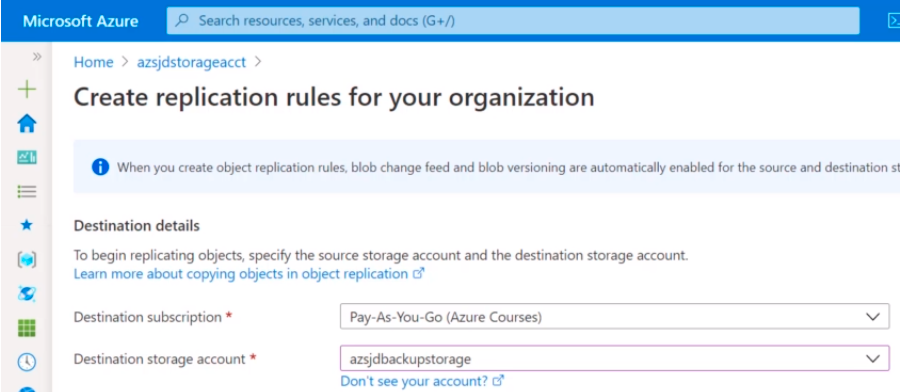 Microsoft Azure
Search resources, services, and docs (G+/)
Home > azsjdstorageacct >
Create replication rules for your organization
When you create object replication rules, blob change feed and blob versioning are automatically enabled for the source and destination st
Destination details
To begin replicating objects, specify the source storage account and the destination storage account.
Learn more about copying objects in object replication
Destination subscription * Pay-As-You-Go (Azure Courses)
Destination storage account * azsjdbackupstorage
Don't see your account?